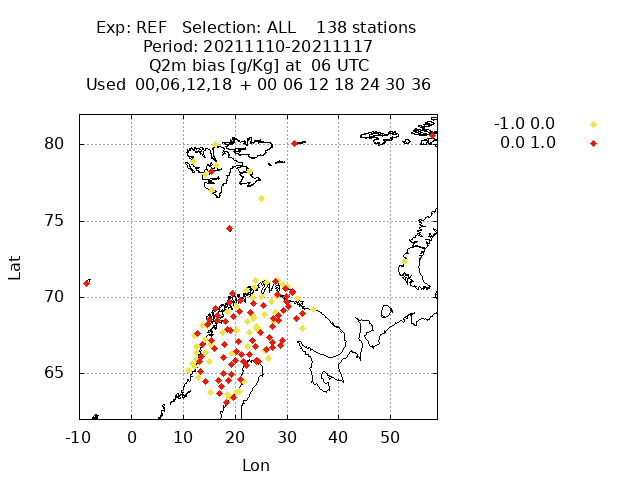 Exp: REF   Selection: ALL    138 stations
Period: 20211110-20211117
Q2m bias [g/Kg] at  06 UTC
Used  00,06,12,18  + 00 06 12 18 24 30 36
-1.0 0.0
0.0 1.0
80
75
70
65
Lat
-10 0 10 20 30 40 50
Lon